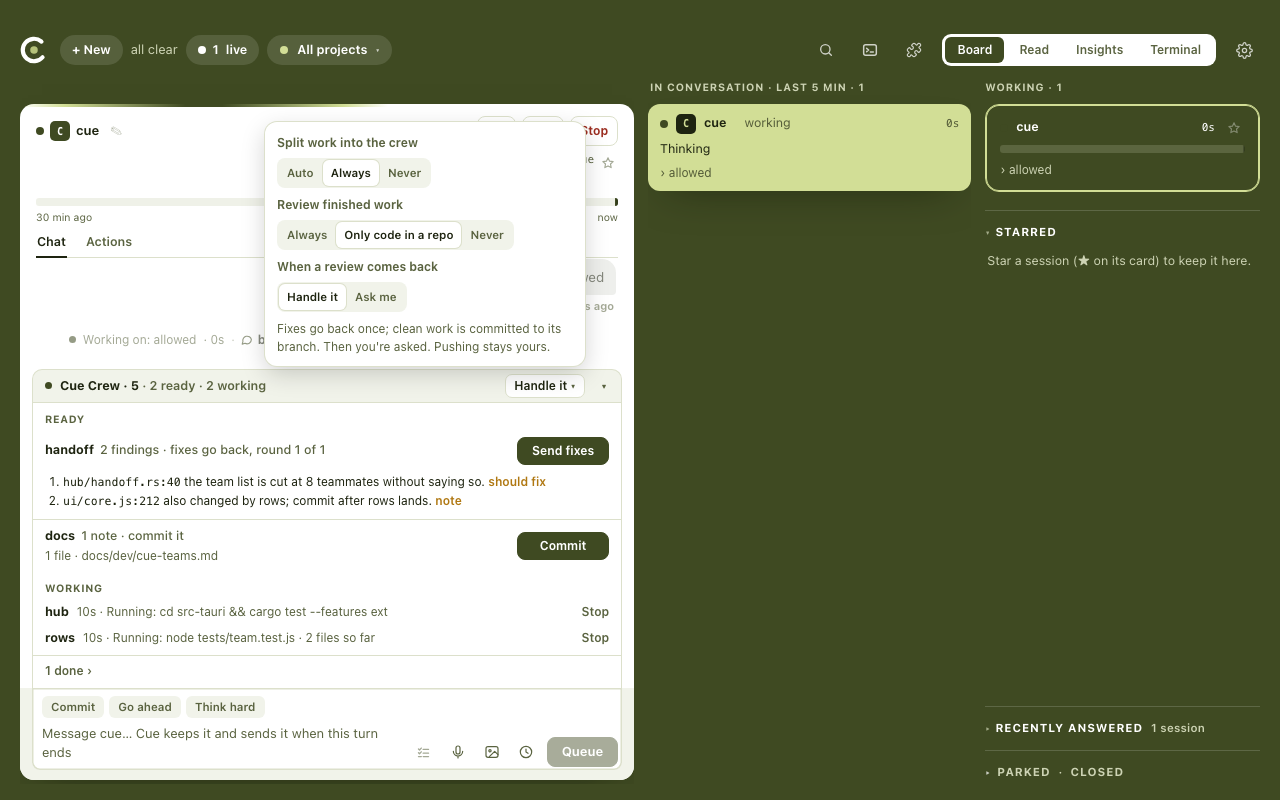 + New
all clear
1 live
All projects
Board
Read
Insights
Terminal
C cue
Stop
30 min ago
now
Chat
Actions
Working on: allowed · 0s ·
s ago
Split work into the crew
Auto
Always
Never
Review finished work
Always
Only code in a repo
Never
When a review comes back
Handle it
Ask me
Fixes go back once; clean work is committed to its
branch. Then you're asked. Pushing stays yours.
Cue Crew · 5 · 2 ready · 2 working
Handle it
READY
handoff 2 findings · fixes go back, round 1 of 1
Send fixes
1. hub/handoff.rs:40 the team list is cut at 8 teammates without saying so. should fix
2. ui/core.js:212 also changed by rows; commit after rows lands. note
docs 1 note · commit it
1 file · docs/dev/cue-teams.md
Commit
WORKING
hub 10s · Running: cd src-tauri && cargo test --features ext
Stop
rows 10s · Running: node tests/team.test.js · 2 files so far
Stop
1 done ›
Commit
Go ahead
Think hard
Message cue... Cue keeps it and sends it when this turn
ends
Queue
IN CONVERSATION · LAST 5 MIN · 1
C cue working
0s
Thinking
› allowed
WORKING · 1
cue
0s
› allowed
STARRED
Star a session (★ on its card) to keep it here.
RECENTLY ANSWERED 1 session
PARKED · CLOSED